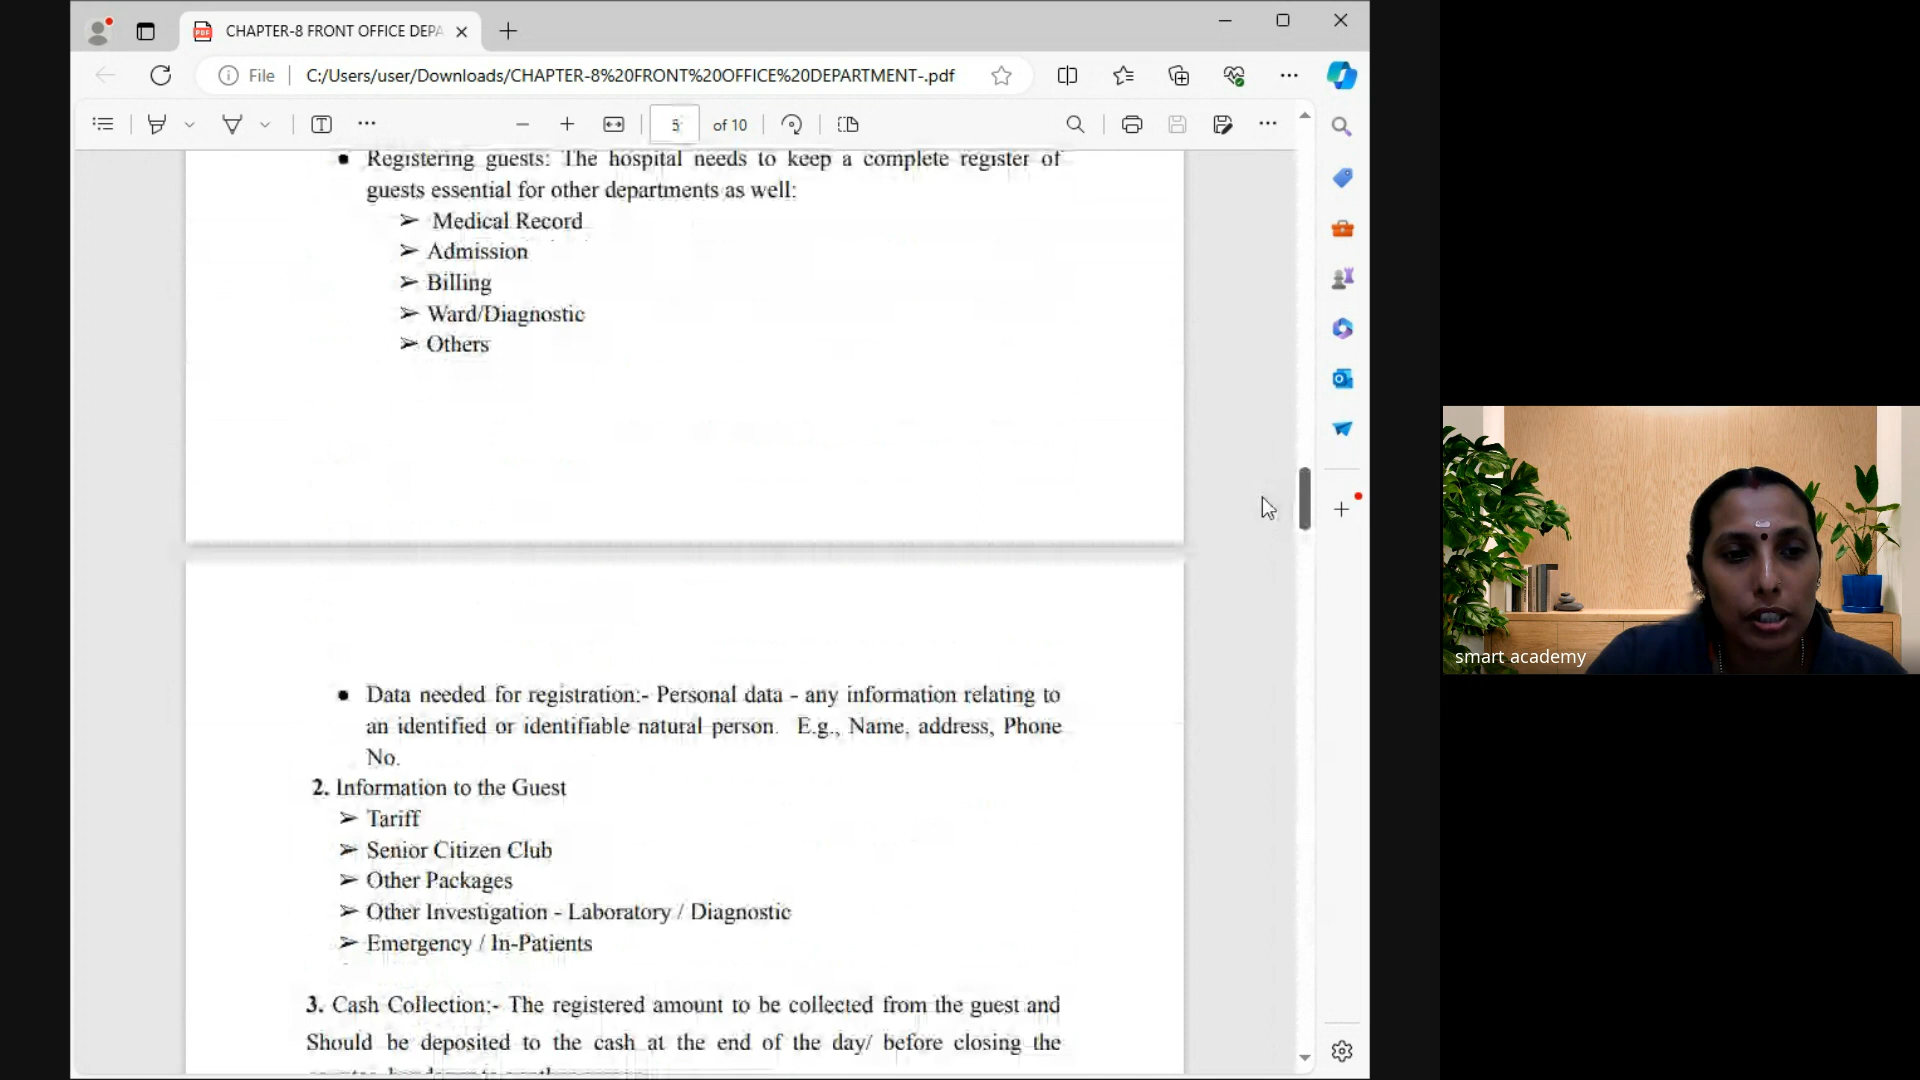 CHAPTER-8 FRONT OFFICE DEPA
File
C:/Users/user/Downloads/CHAPTER-8%20FRONT%20OFFICE%20DEPARTMENT-.pdf
5 of 10
● Registering guests: The hospital needs to keep a complete register of
guests essential for other departments as well:
➢ Medical Record
➢ Admission
➢ Billing
➢ Ward/Diagnostic
➢ Others
● Data needed for registration:- Personal data - any information relating to
an identified or identifiable natural person. E.g., Name, address, Phone
No.
2. Information to the Guest
➢ Tariff
➢ Senior Citizen Club
➢ Other Packages
➢ Other Investigation - Laboratory / Diagnostic
➢ Emergency / In-Patients
3. Cash Collection:- The registered amount to be collected from the guest and
Should be deposited to the cash at the end of the day/ before closing the
smart academy